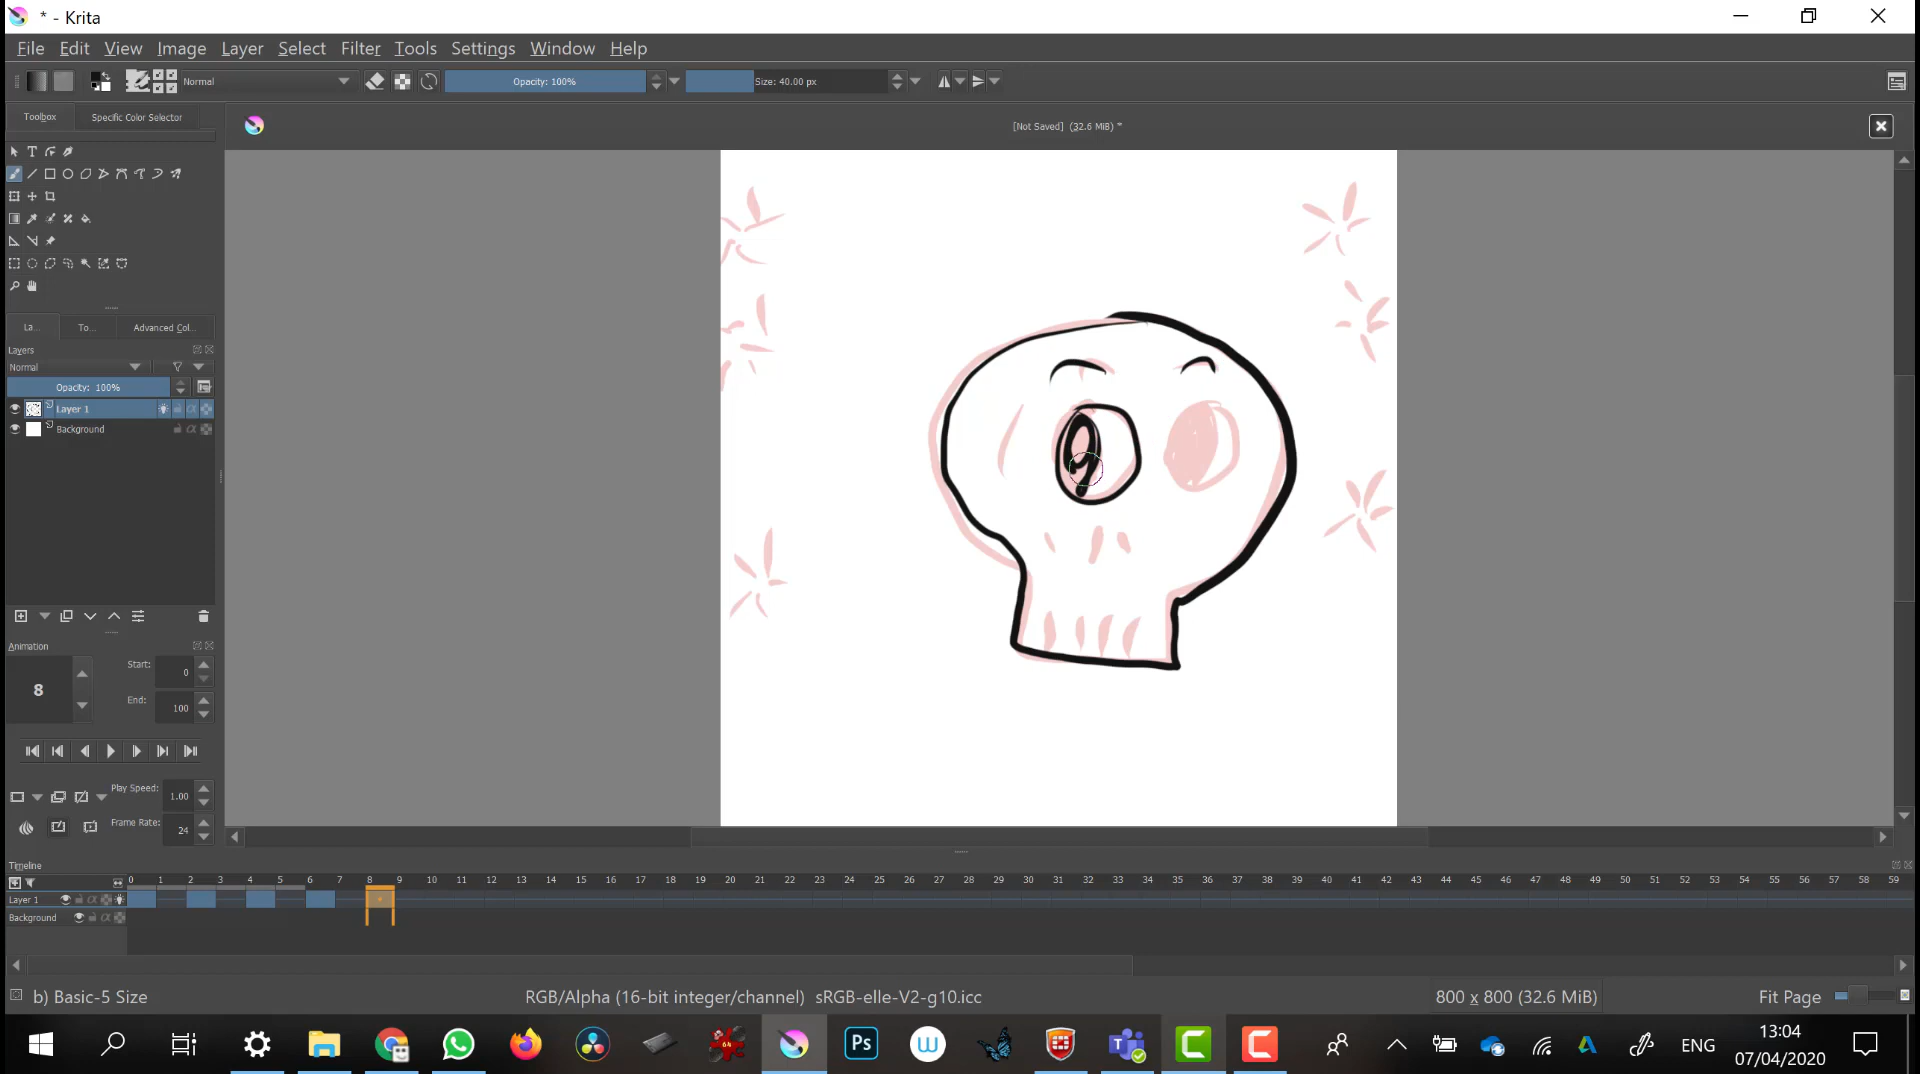 * - Krita
File Edit View Image Layer Select Filter Tools Settings Window Help
Normal Opacity: 100% Size: 40.00 px
Toolbox Specific Color Selector
[Not Saved] (32.6 MiB) *
La... To... Advanced Col...
Layers
Normal
Opacity: 100%
Layer 1
Background
Animation
Start: 0
8
End: 100
Play Speed: 1.00
Frame Rate: 24
Timeline
0 1 2 3 4 5 6 7 8 9 10 11 12 13 14 15 16 17 18 19 20 21 22 23 24 25 26 27 28 29 30 31 32 33 34 35 36 37 38 39 40 41 42 43 44 45 46 47 48 49 50 51 52 53 54 55 56 57 58 59
Layer 1
Background
b) Basic-5 Size RGB/Alpha (16-bit integer/channel) sRGB-elle-V2-g10.icc 800 x 800 (32.6 MiB) Fit Page
Ps
ENG
13:04
07/04/2020